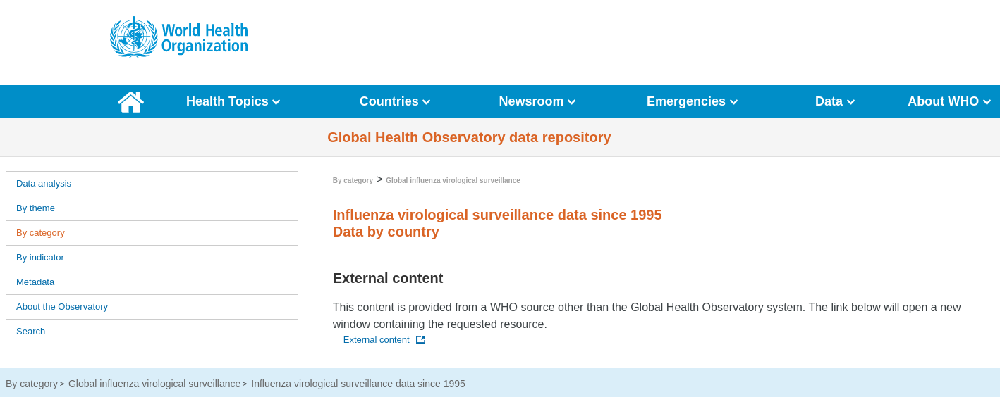 World Health
Organization
Health Topics
Countries
Newsroom
Emergencies
Data
About WHO
Global Health Observatory data repository
Data analysis
By theme
By category
By indicator
Metadata
About the Observatory
Search
By category > Global influenza virological surveillance
Influenza virological surveillance data since 1995
Data by country
External content
This content is provided from a WHO source other than the Global Health Observatory system. The link below will open a new
window containing the requested resource.
– External content
By category > Global influenza virological surveillance > Influenza virological surveillance data since 1995